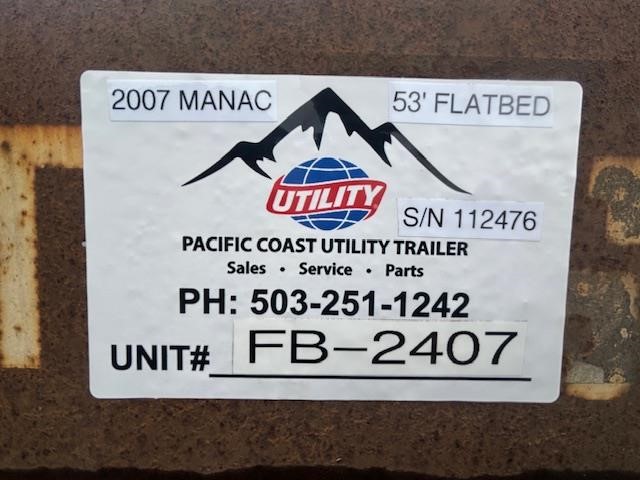 2007 MANAC
53' FLATBED
UTILITY
S/N 112476
PACIFIC COAST UTILITY TRAILER
Sales • Service • Parts
PH: 503-251-1242
UNIT# FB-2407